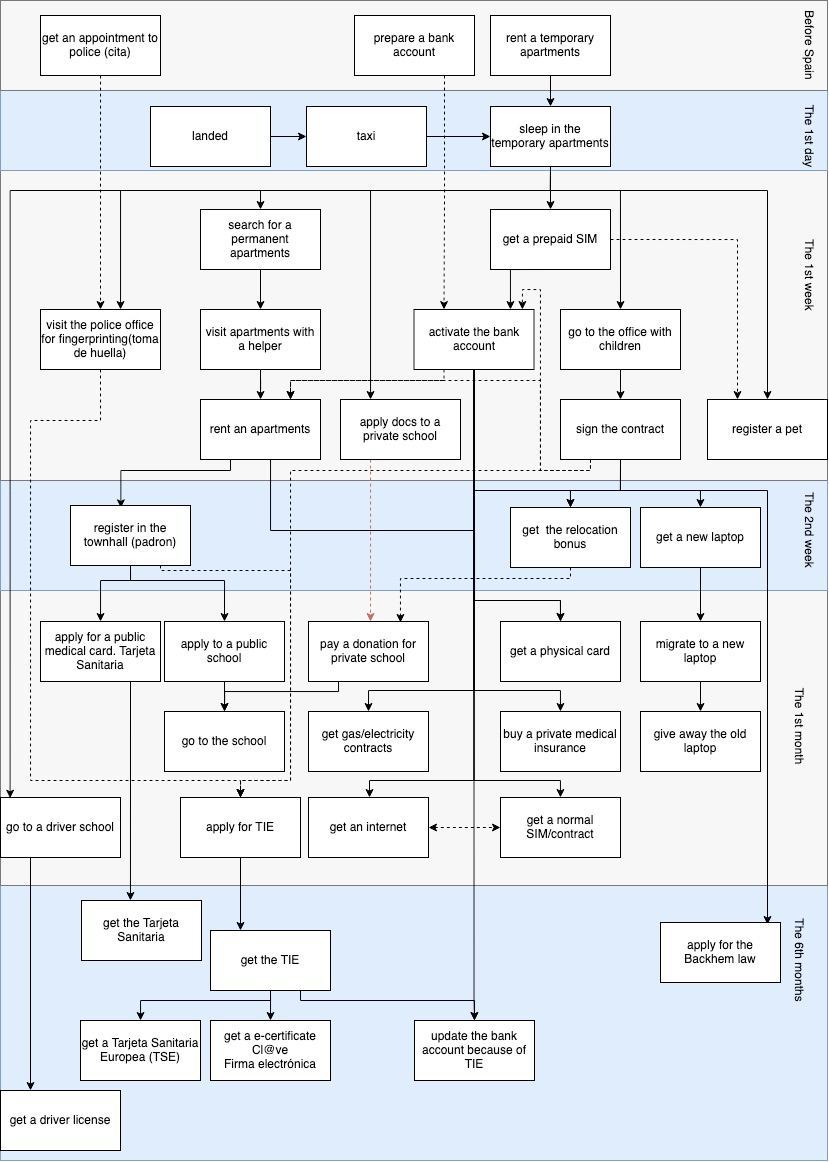 get an appointment to
police (cita)
prepare a bank
account
rent a temporary
apartments
Before Spain
landed
taxi
sleep in the
temporary apartments
The 1st day
search for a
permanent
apartments
get a prepaid SIM
The 1st week
visit the police office
for fingerprinting(toma
de huella)
visit apartments with
a helper
activate the bank
account
go to the office with
children
rent an apartments
apply docs to a
private school
sign the contract
register a pet
register in the
townhall (padron)
get  the relocation
bonus
get a new laptop
The 2nd week
apply for a public
medical card. Tarjeta
Sanitaria
apply to a public
school
pay a donation for
private school
get a physical card
migrate to a new
laptop
The 1st month
go to the school
get gas/electricity
contracts
buy a private medical
insurance
give away the old
laptop
go to a driver school
apply for TIE
get an internet
get a normal
SIM/contract
get the Tarjeta
Sanitaria
get the TIE
apply for the
Backhem law
The 6th months
get a Tarjeta Sanitaria
Europea (TSE)
get a e-certificate
Cl@ve
Firma electrónica
update the bank
account because of
TIE
get a driver license